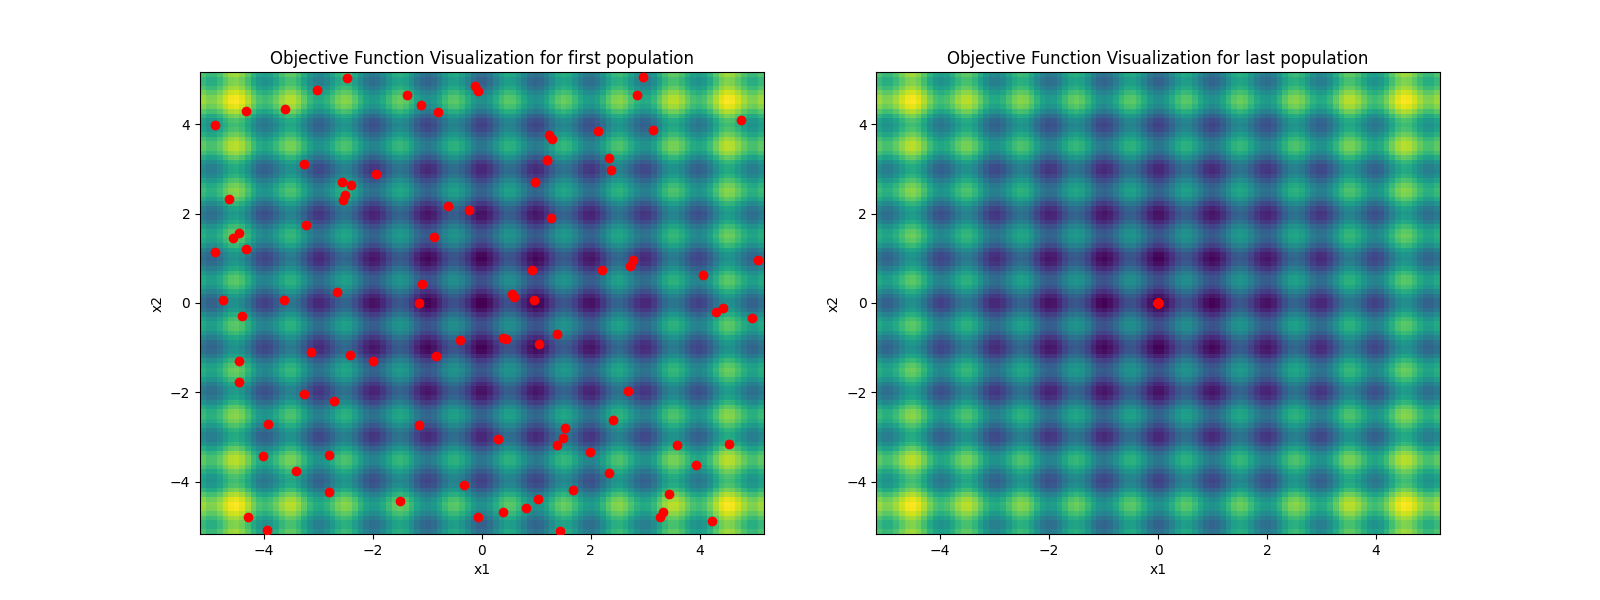 Objective Function Visualization for first population
4
2
0
−2
−4
x2
−4 −2 0 2 4
x1
Objective Function Visualization for last population
4
2
0
−2
−4
x2
−4 −2 0 2 4
x1